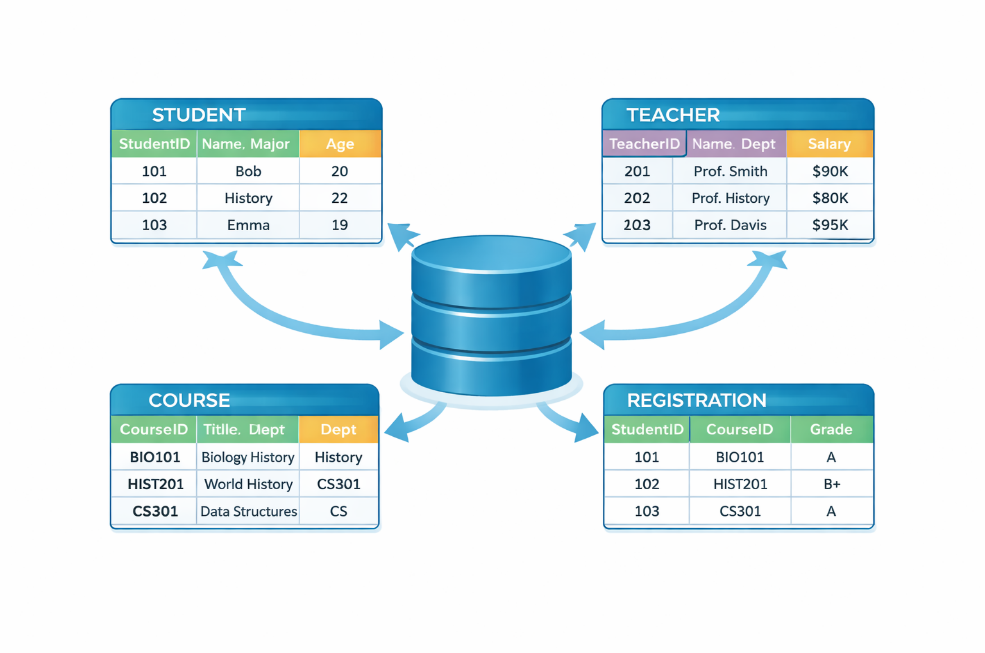 STUDENT
StudentID Name. Major Age
101 Bob 20
102 History 22
103 Emma 19
TEACHER
TeacherID Name. Dept Salary
201 Prof. Smith $90K
202 Prof. History $80K
203 Prof. Davis $95K
COURSE
CourseID Titlle. Dept Dept
BIO101 Biology History History
HIST201 World History CS301
CS301 Data Structures CS
REGISTRATION
StudentID CourseID Grade
101 BIO101 A
102 HIST201 B+
103 CS301 A